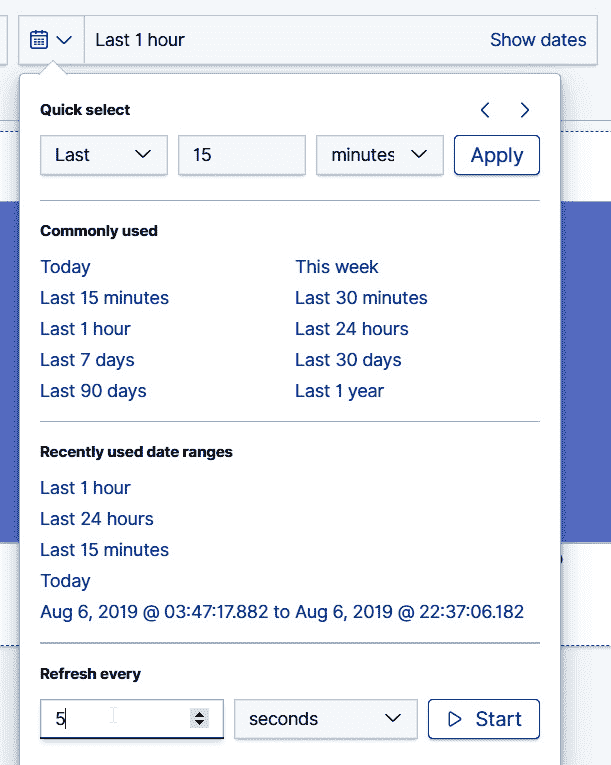 Last 1 hour Show dates
Quick select
Last 15 minutes Apply
Commonly used
Today This week
Last 15 minutes Last 30 minutes
Last 1 hour Last 24 hours
Last 7 days Last 30 days
Last 90 days Last 1 year
Recently used date ranges
Last 1 hour
Last 24 hours
Last 15 minutes
Today
Aug 6, 2019 @ 03:47:17.882 to Aug 6, 2019 @ 22:37:06.182
Refresh every
5 seconds Start